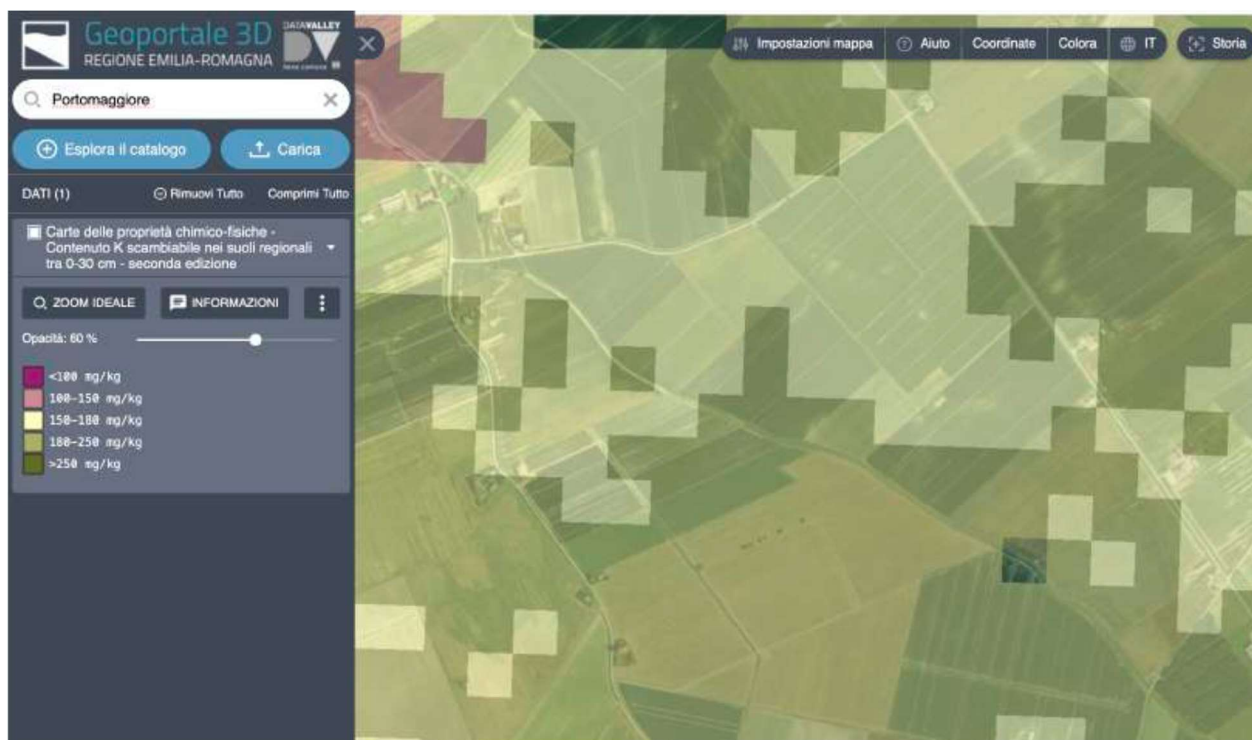 Geoportale 3D
REGIONE EMILIA-ROMAGNA
DATAVALLEY
Portomaggiore
Esplora il catalogo
Carica
DATI (1)
Rimuovi Tutto
Comprimi Tutto
Carte delle proprietà chimico-fisiche -
Contenuto K scambiabile nei suoli regionali
tra 0-30 cm - seconda edizione
ZOOM IDEALE
INFORMAZIONI
Opacità: 60 %
<100 mg/kg
100-150 mg/kg
150-180 mg/kg
180-250 mg/kg
>250 mg/kg
Impostazioni mappa
Aiuto
Coordinate
Colora
IT
Storia